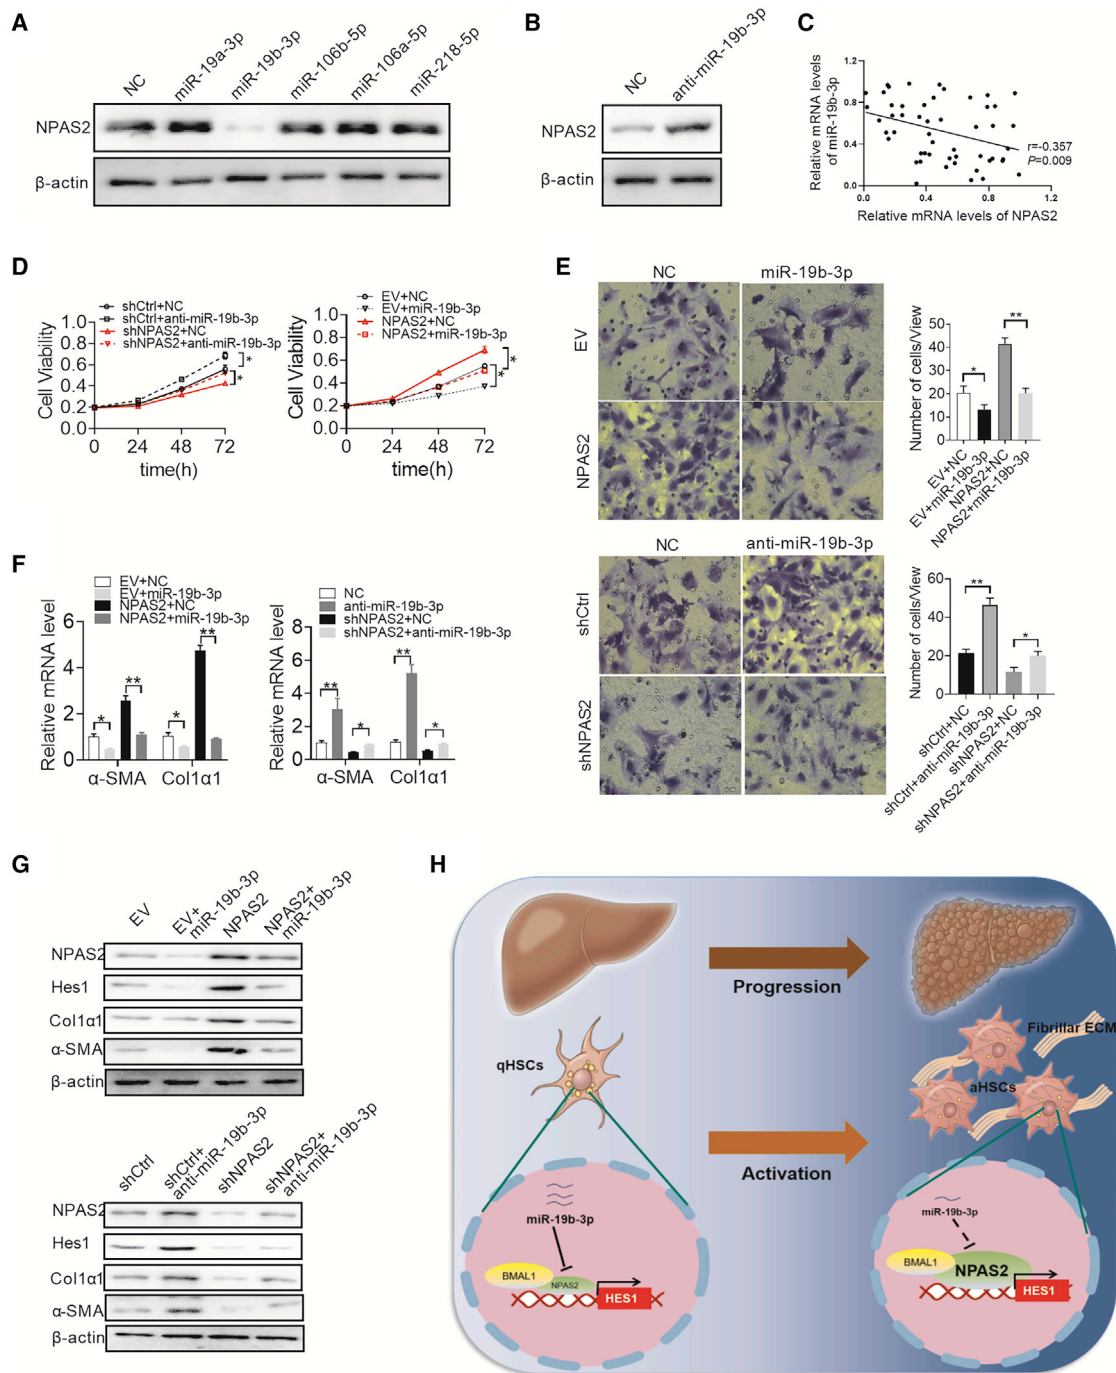 A
NC
miR-19a-3p
miR-19b-3p
miR-106b-5p
miR-106a-5p
miR-218-5p
NPAS2
β-actin
B
NC
anti-miR-19b-3p
NPAS2
β-actin
C
Relative mRNA levels
of miR-19b-3p
1.2
0.8
0.4
0.0
0.0
0.4
0.8
1.2
r=-0.357
P=0.009
Relative mRNA levels of NPAS2
D
shCtrl+NC
shCtrl+anti-miR-19b-3p
shNPAS2+NC
shNPAS2+anti-miR-19b-3p
Cell Viability
1.0
0.8
0.6
0.4
0.2
0.0
*
*
0
24
48
72
time(h)
EV+NC
EV+miR-19b-3p
NPAS2+NC
NPAS2+miR-19b-3p
Cell Viability
1.0
0.8
0.6
0.4
0.2
0.0
*
*
0
24
48
72
time(h)
E
NC
miR-19b-3p
EV
NPAS2
Number of cells/View
50
40
30
20
10
0
*
**
EV+NC
EV+miR-19b-3p
NPAS2+NC
NPAS2+miR-19b-3p
NC
anti-miR-19b-3p
shCtrl
shNPAS2
Number of cells/View
60
40
20
0
**
*
shCtrl+NC
shCtrl+anti-miR-19b-3p
shNPAS2+NC
shNPAS2+anti-miR-19b-3p
F
EV+NC
EV+miR-19b-3p
NPAS2+NC
NPAS2+miR-19b-3p
Relative mRNA level
6
4
2
0
*
**
*
**
α-SMA
Col1α1
NC
anti-miR-19b-3p
shNPAS2+NC
shNPAS2+anti-miR-19b-3p
Relative mRNA level
8
6
4
2
0
**
*
**
*
α-SMA
Col1α1
G
EV
EV+
miR-19b-3p
NPAS2
NPAS2+
miR-19b-3p
NPAS2
Hes1
Col1α1
α-SMA
β-actin
shCtrl
shCtrl+
anti-miR-19b-3p
shNPAS2
shNPAS2+
anti-miR-19b-3p
NPAS2
Hes1
Col1α1
α-SMA
β-actin
H
Progression
qHSCs
Fibrillar ECM
aHSCs
Activation
miR-19b-3p
BMAL1
NPAS2
HES1
miR-19b-3p
BMAL1
NPAS2
HES1